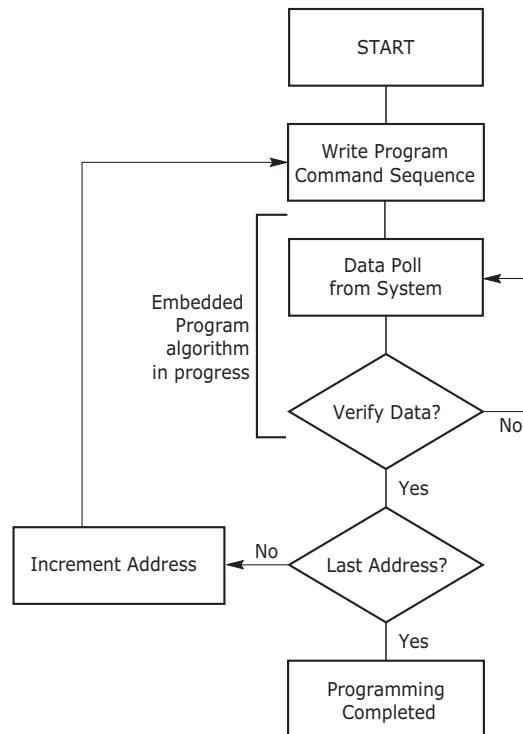 START
Write Program
Command Sequence
Data Poll
from System
Embedded
Program
algorithm
in progress
Verify Data?
No
Yes
No
Increment Address
Last Address?
Yes
Programming
Completed